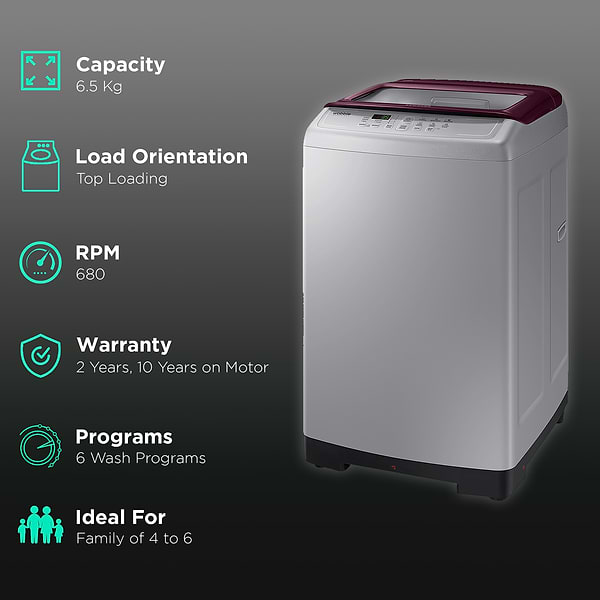 Capacity
6.5 Kg
Load Orientation
Top Loading
RPM
680
Warranty
2 Years, 10 Years on Motor
Programs
6 Wash Programs
Ideal For
Family of 4 to 6